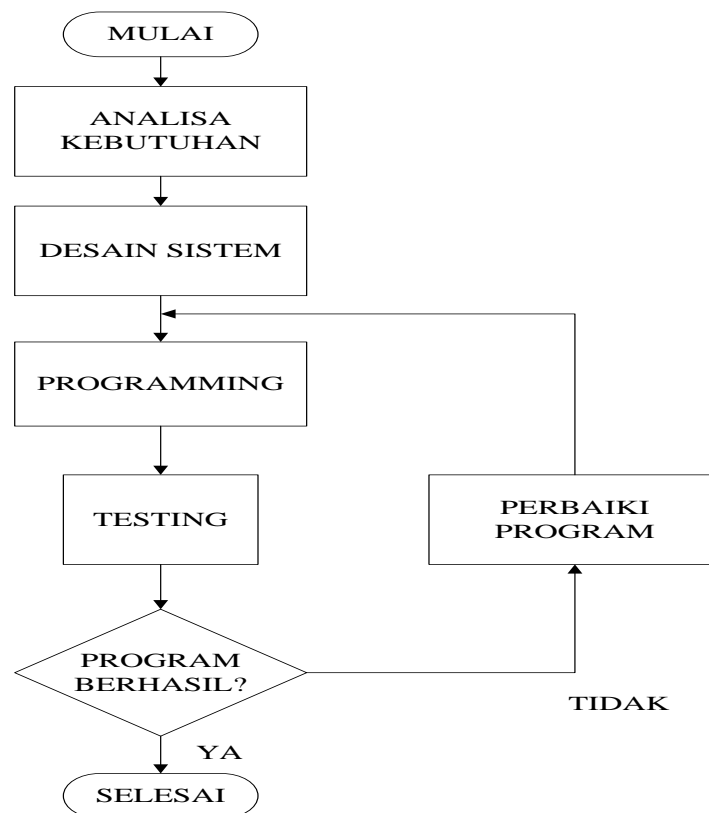 MULAI
ANALISA
KEBUTUHAN
DESAIN SISTEM
PROGRAMMING
TESTING
PERBAIKI
PROGRAM
PROGRAM
BERHASIL?
TIDAK
YA
SELESAI